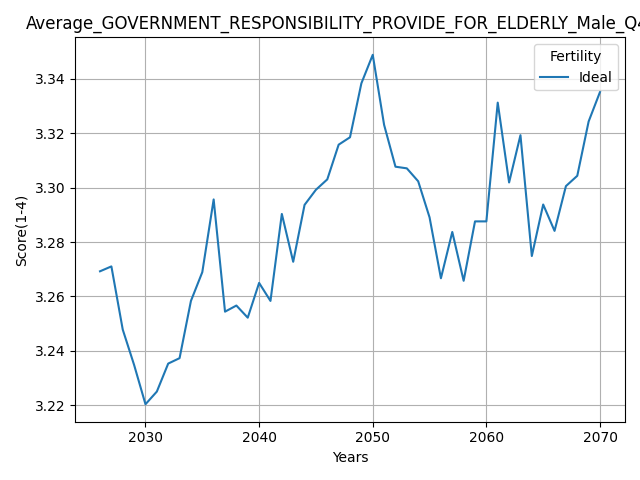 Average_GOVERNMENT_RESPONSIBILITY_PROVIDE_FOR_ELDERLY_Male_Q4
Fertility
Ideal
3.34
3.32
3.30
3.28
3.26
3.24
3.22
Score(1-4)
2030 2040 2050 2060 2070
Years